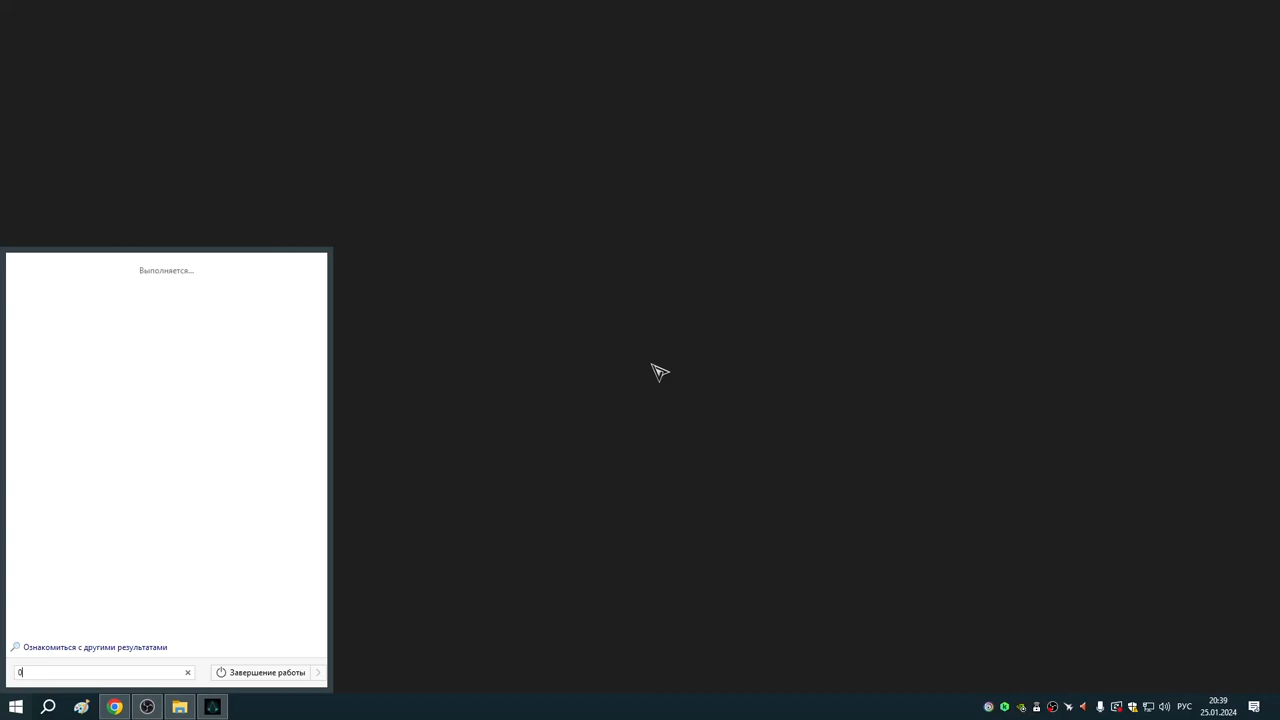 Выполняется...
Ознакомиться с другими результатами
0
Завершение работы
РУС
20:39
25.01.2024